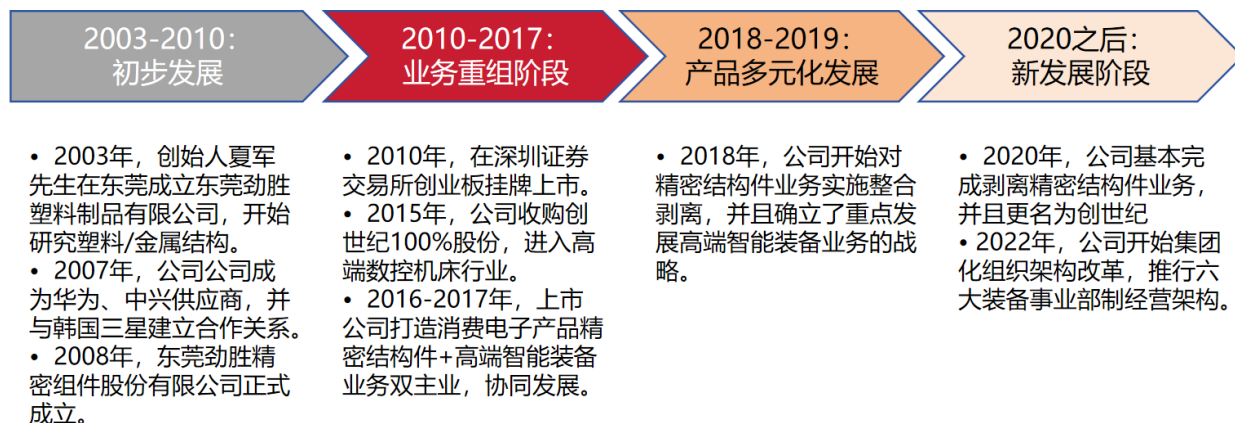 2003-2010：
初步发展
2010-2017：
业务重组阶段
2018-2019：
产品多元化发展
2020之后：
新发展阶段
• 2003年，创始人夏军
先生在东莞成立东莞劲胜
塑料制品有限公司，开始
研究塑料/金属结构。
• 2007年，公司公司成
为华为、中兴供应商，并
与韩国三星建立合作关系。
• 2008年，东莞劲胜精
密组件股份有限公司正式
成立。
• 2010年，在深圳证券
交易所创业板挂牌上市。
• 2015年，公司收购创
世纪100%股份，进入高
端数控机床行业。
• 2016-2017年，上市
公司打造消费电子产品精
密结构件+高端智能装备
业务双主业，协同发展。
• 2018年，公司开始对
精密结构件业务实施整合
剥离，并且确立了重点发
展高端智能装备业务的战
略。
• 2020年，公司基本完
成剥离精密结构件业务，
并且更名为创世纪
• 2022年，公司开始集团
化组织架构改革，推行六
大装备事业部制经营架构。